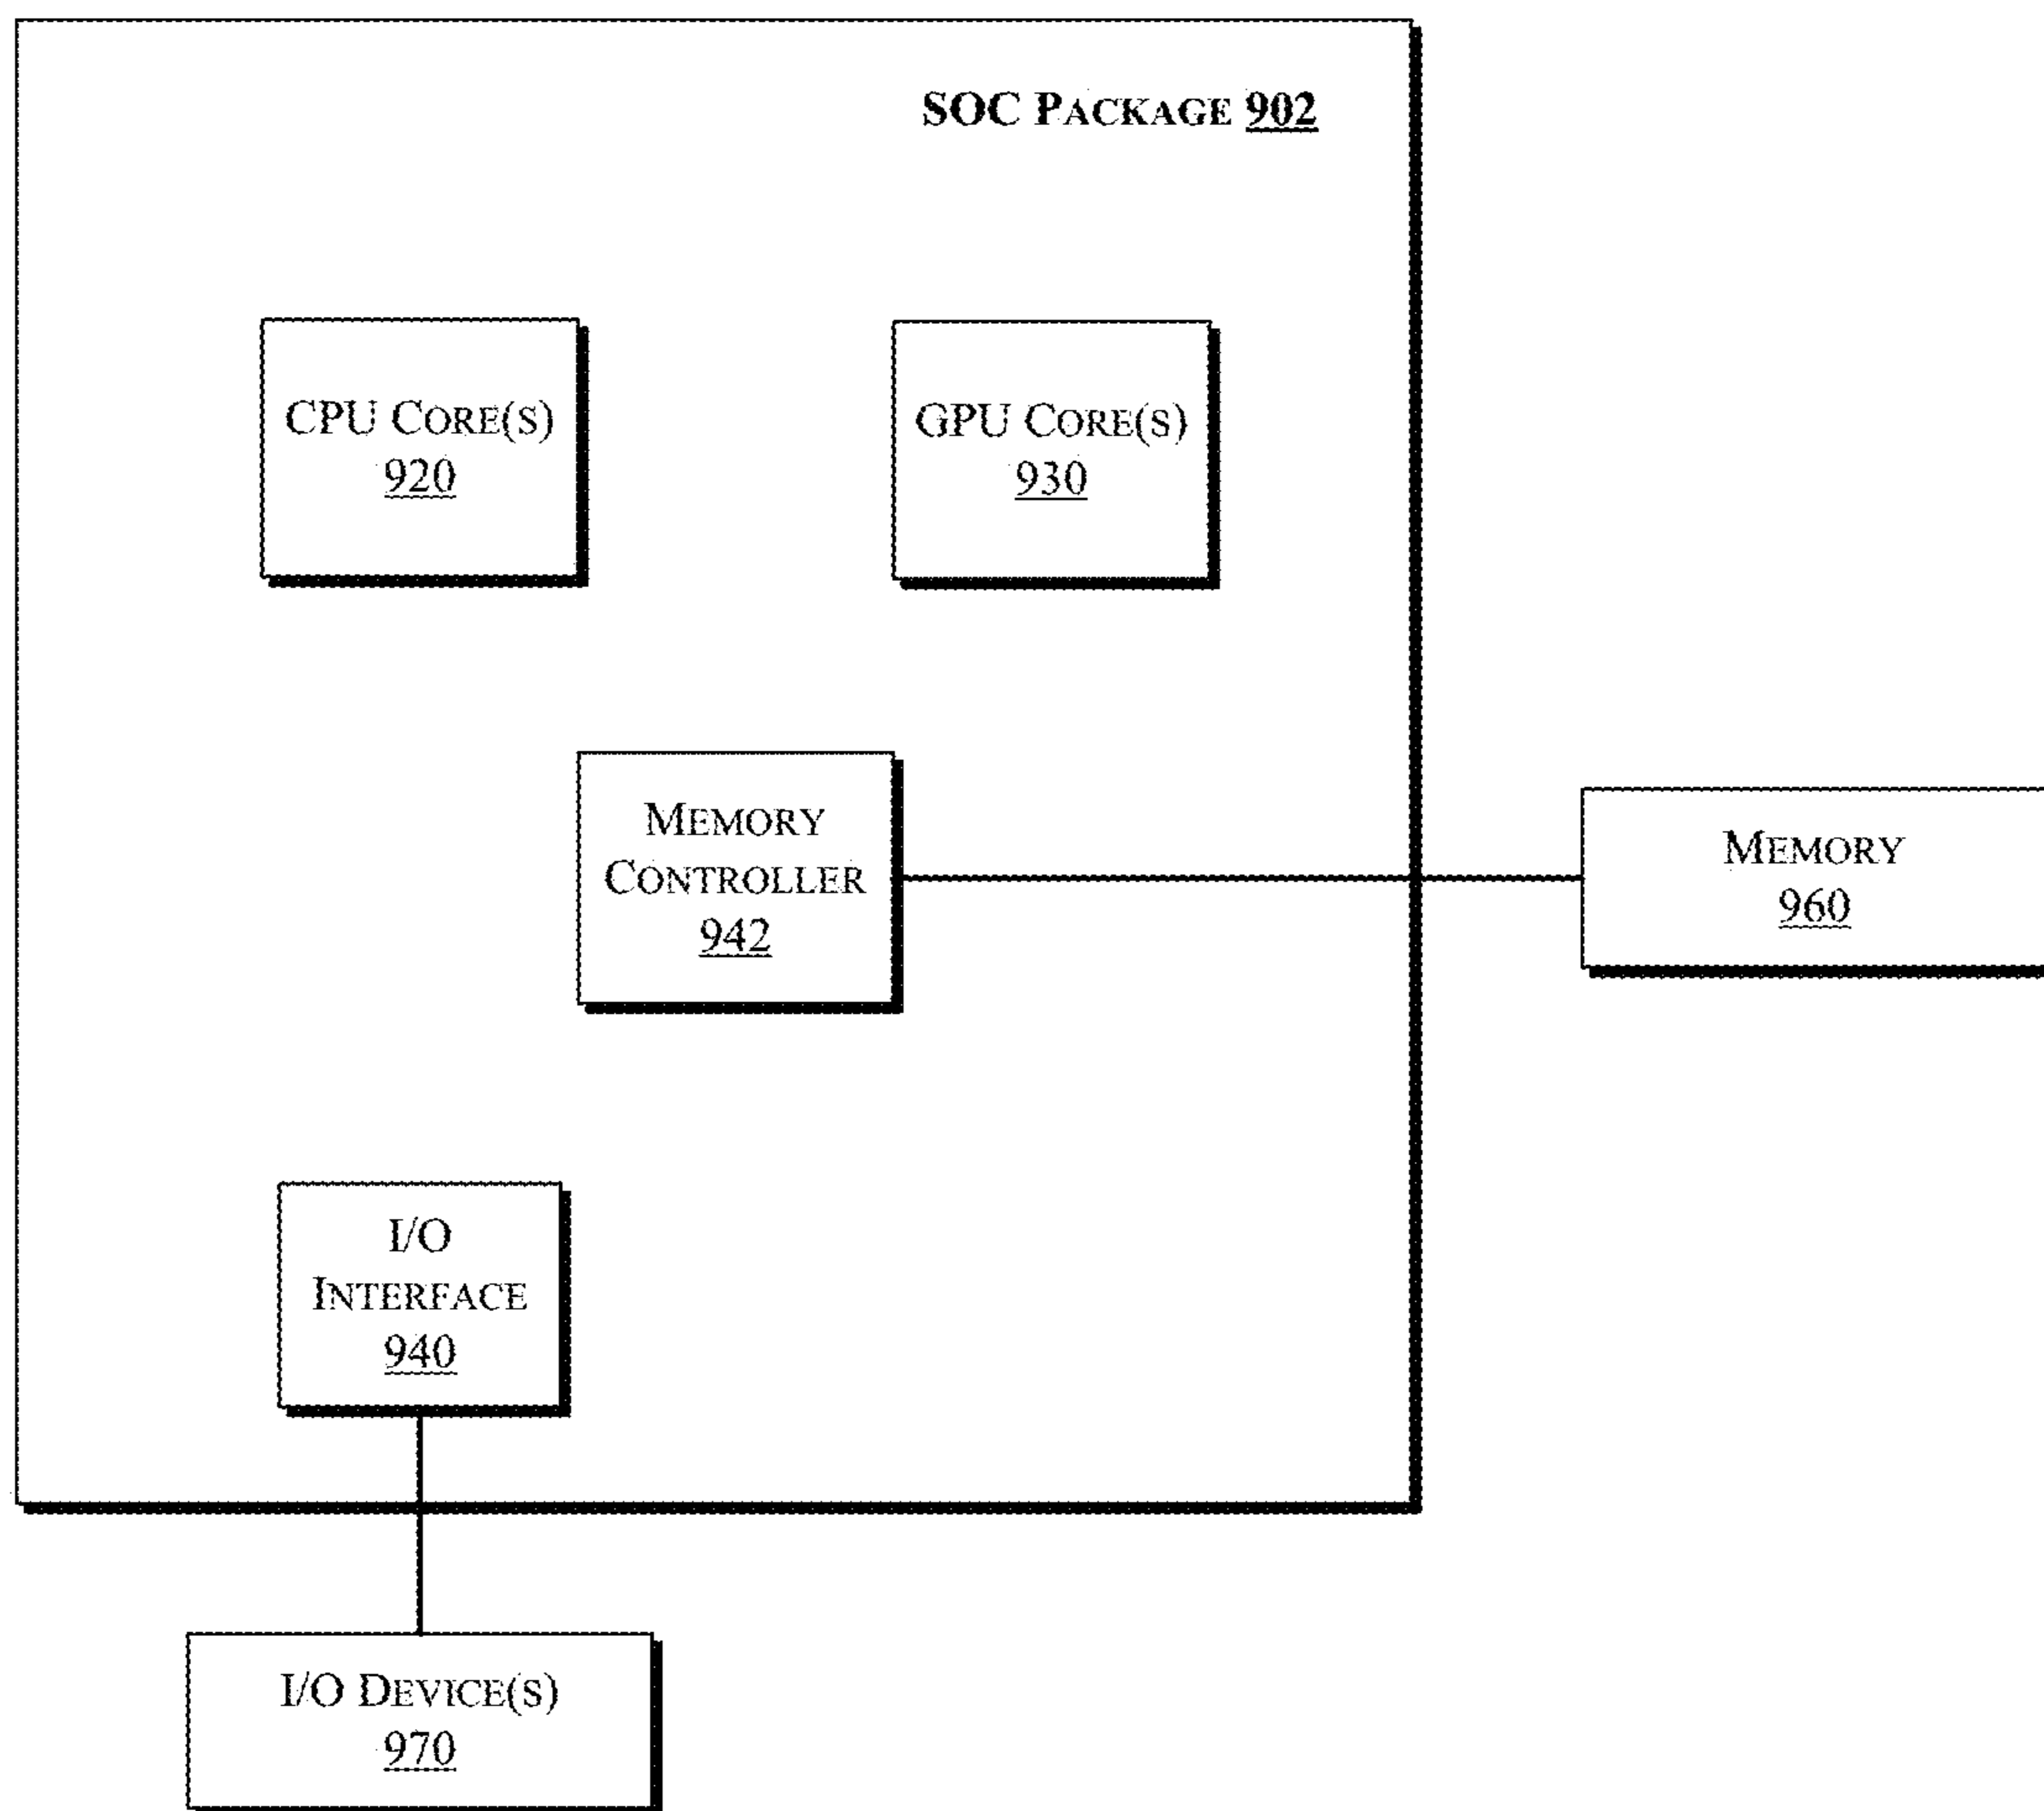 SOC PACKAGE 902
CPU CORE(S)
920
GPU CORE(S)
930
MEMORY
CONTROLLER
942
MEMORY
960
I/O
INTERFACE
940
I/O DEVICE(S)
970